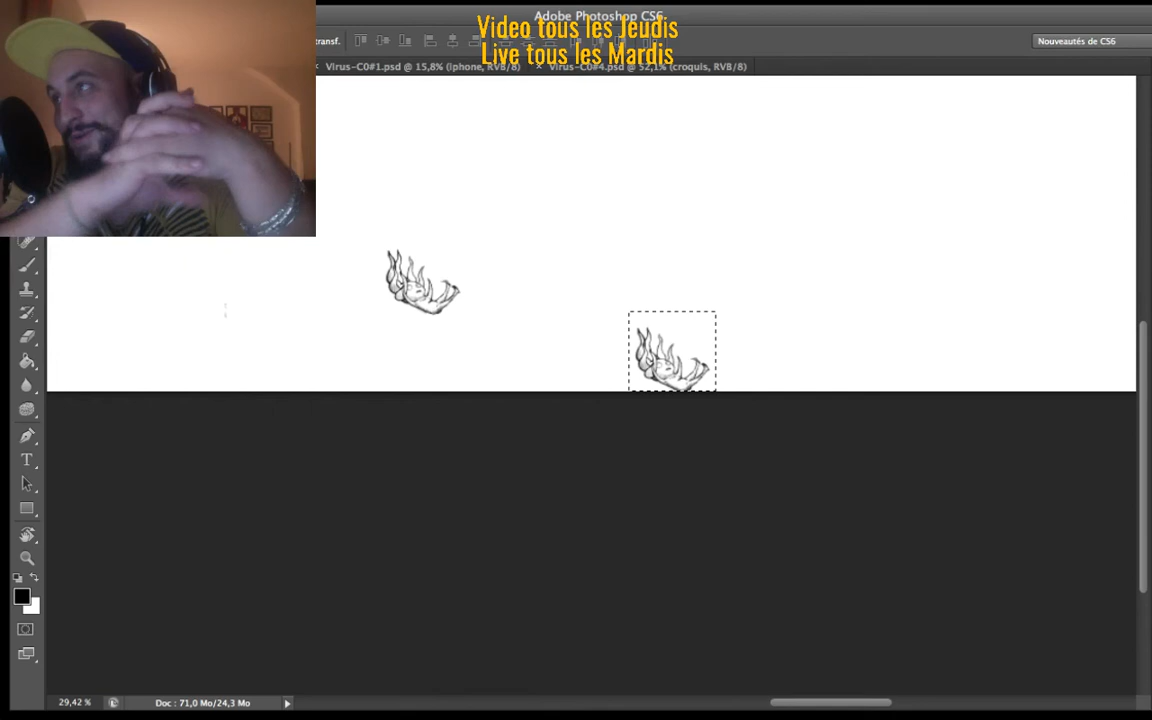 Adobe Photoshop CS6
Video tous les Jeudis
Live tous les Mardis
transf.
Nouveautés de CS6
Virus-C0#1.psd @ 15,8% (iphone, RVB/8)
Virus-C0#4.psd @ 52,1% (croquis, RVB/8)
T
29,42 %
Doc : 71,0 Mo/24,3 Mo